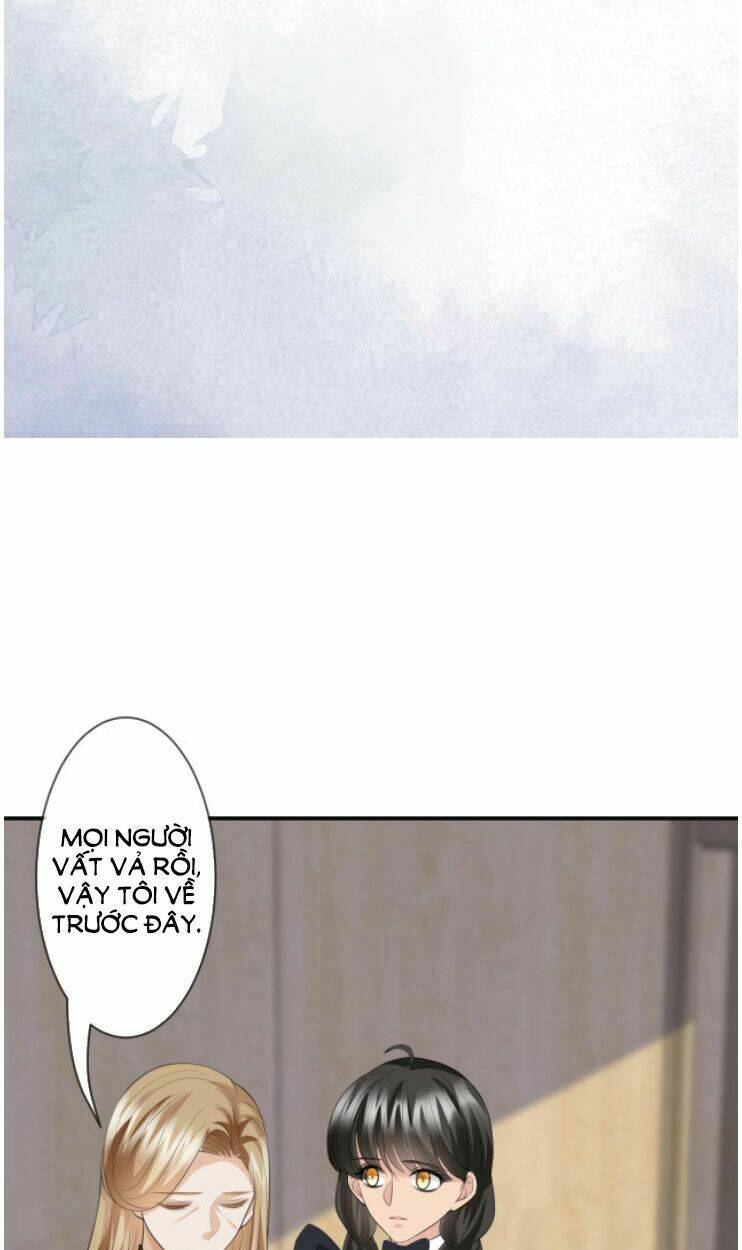 MỌI NGƯỜI
VẤT VẢ RỒI,
VẬY TÔI VỀ
TRƯỚC ĐÂY.